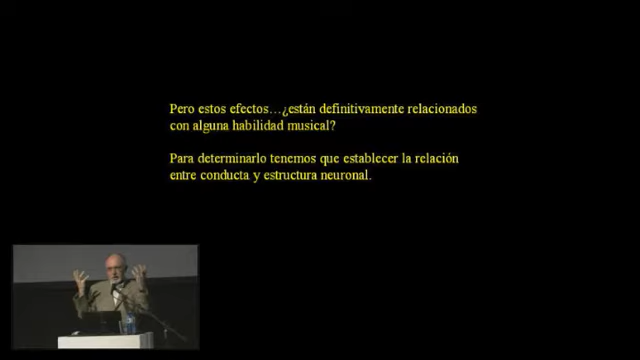 Pero estos efectos…¿están definitivamente relacionados
con alguna habilidad musical?
Para determinarlo tenemos que establecer la relación
entre conducta y estructura neuronal.